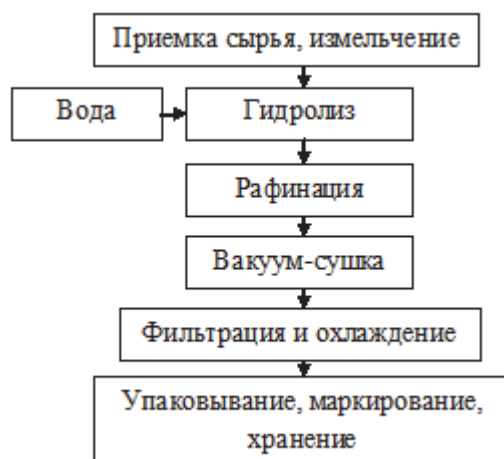 Приемка сырья, измельчение
Вода
Гидролиз
Рафинация
Вакуум-сушка
Фильтрация и охлаждение
Упаковывание, маркирование,
хранение